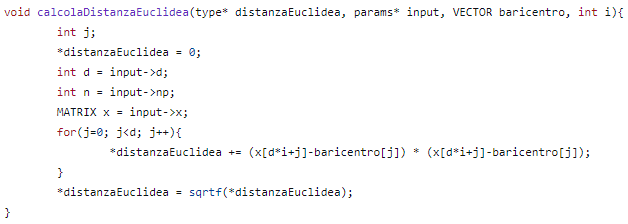 void calcolaDistanzaEuclidea(type* distanzaEuclidea, params* input, VECTOR baricentro, int i){
int j;
*distanzaEuclidea = 0;
int d = input->d;
int n = input->np;
MATRIX x = input->x;
for(j=0; j<d; j++){
*distanzaEuclidea += (x[d*i+j]-baricentro[j]) * (x[d*i+j]-baricentro[j]);
}
*distanzaEuclidea = sqrtf(*distanzaEuclidea);
}